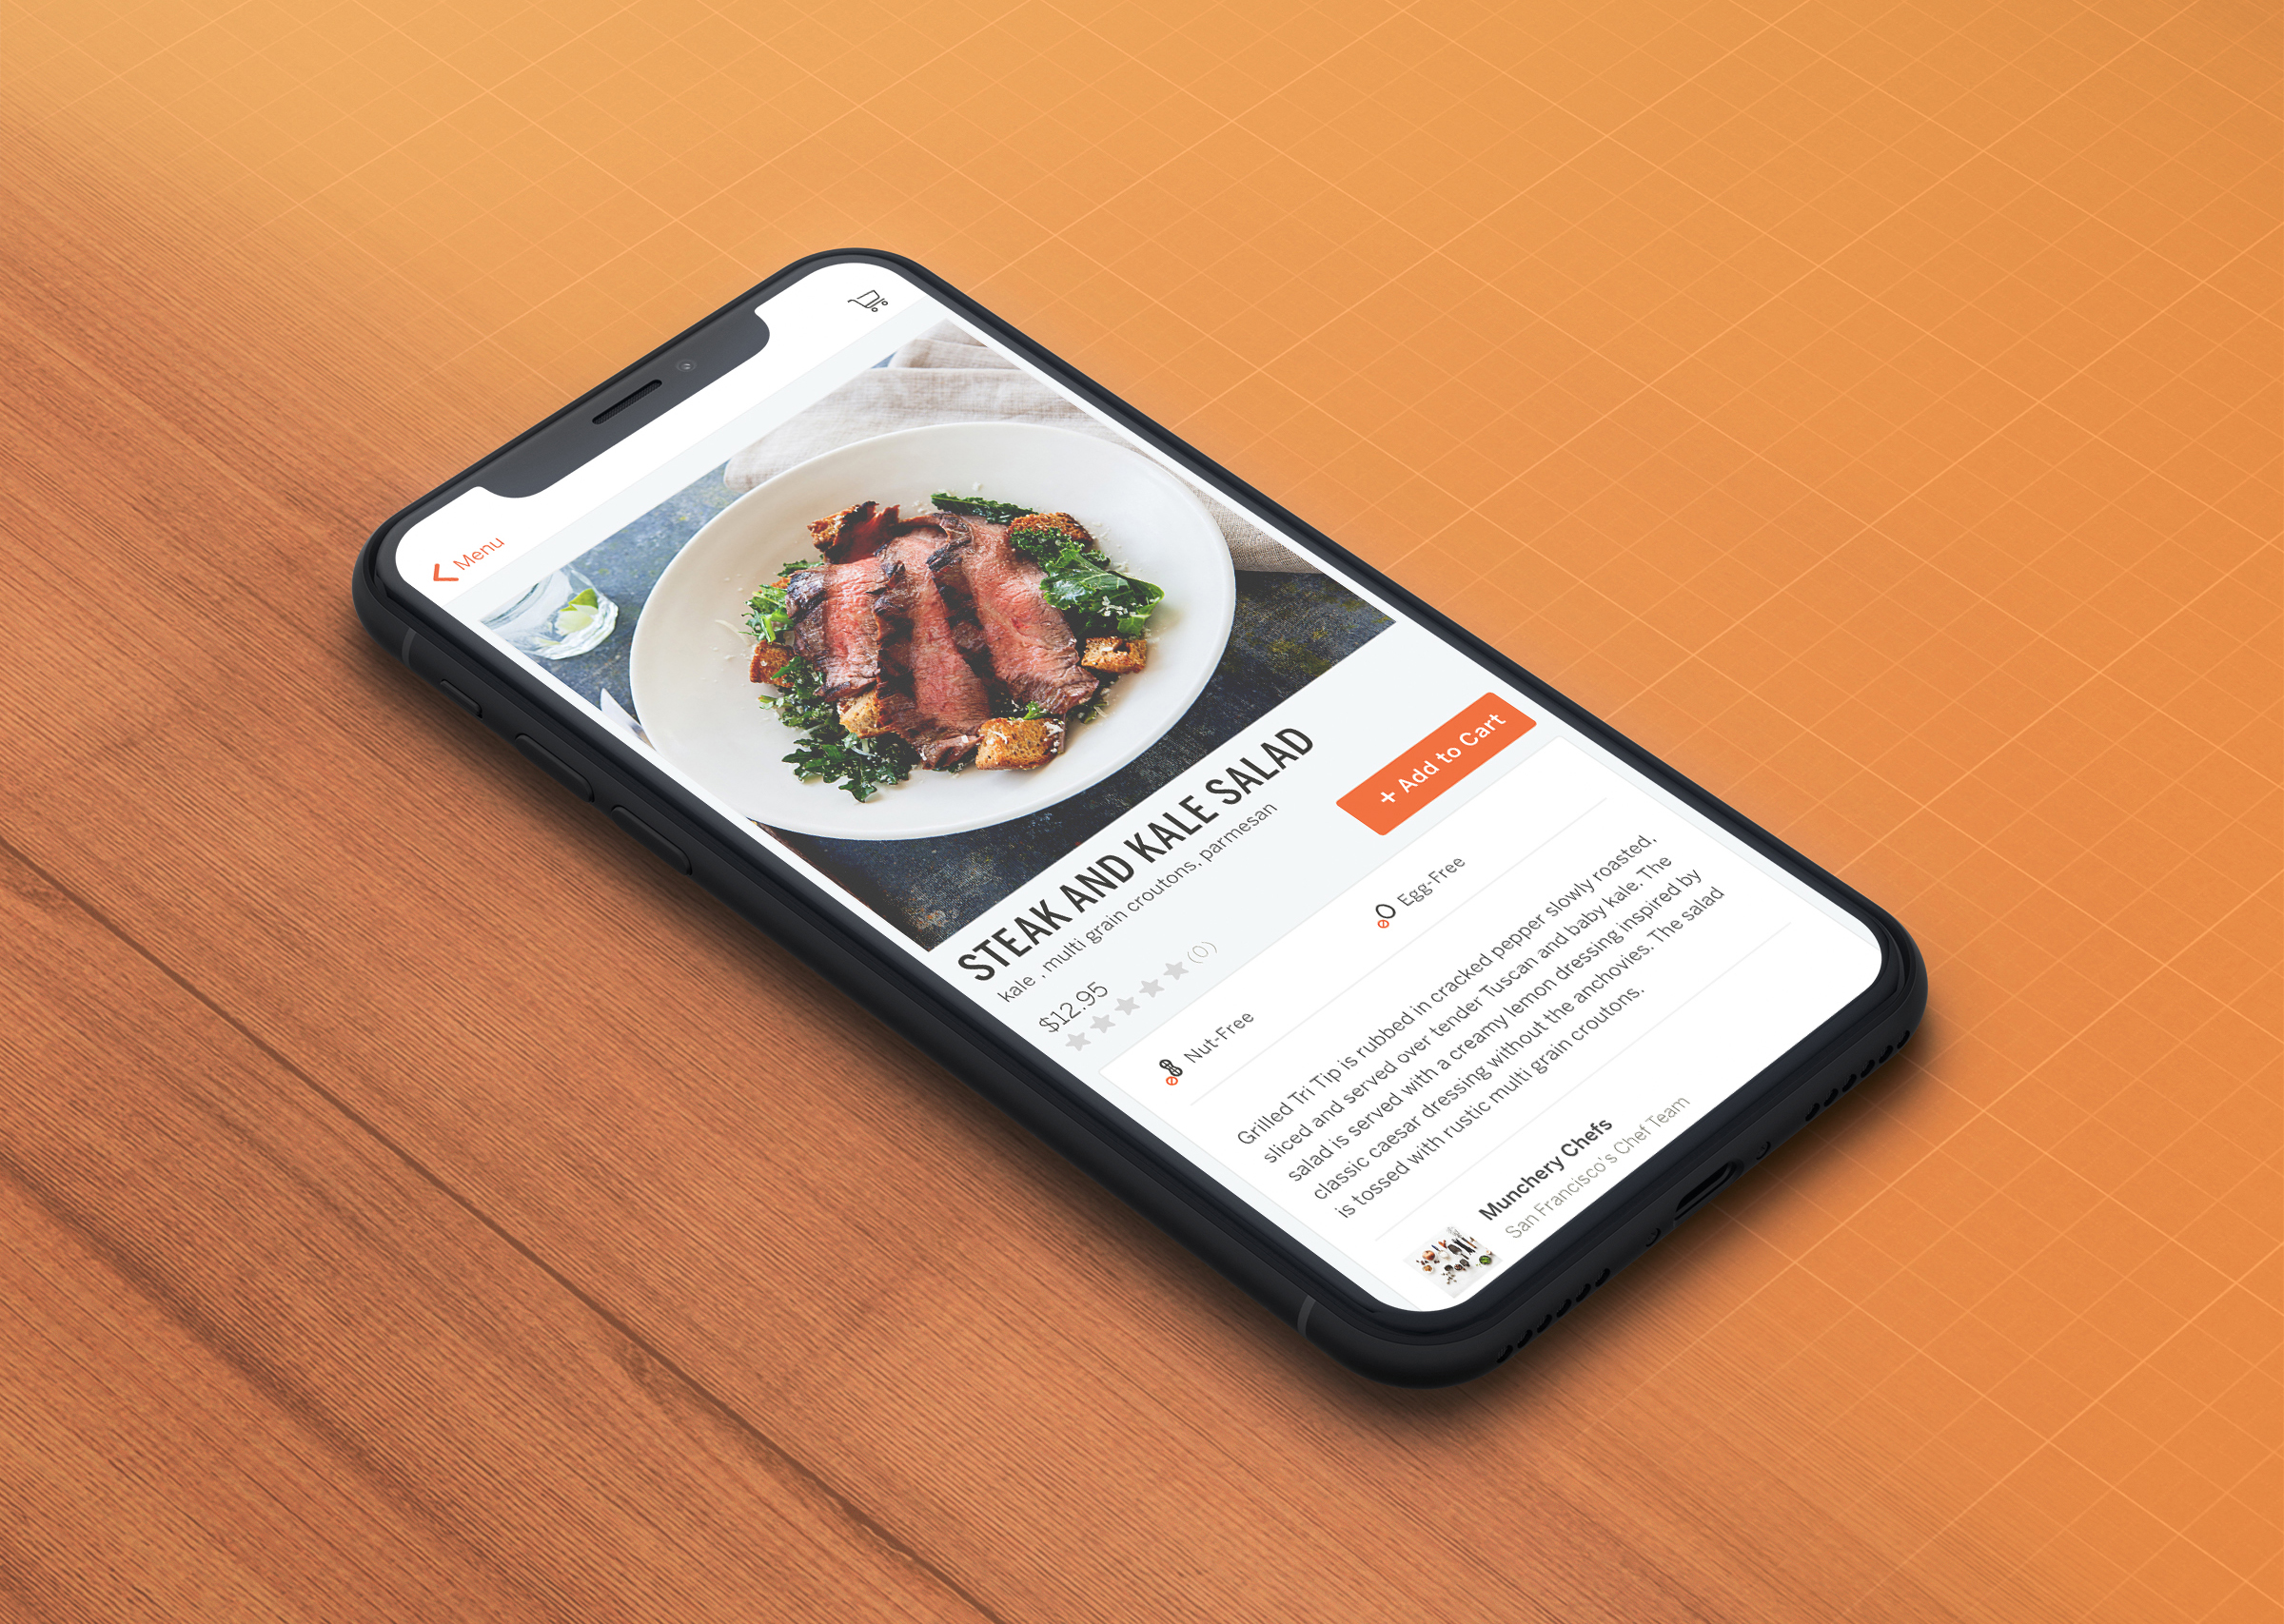 Menu
STEAK AND KALE SALAD
kale , multi grain croutons, parmesan
$12.95
+ Add to Cart
(0)
Nut-Free
Egg-Free
Grilled Tri Tip is rubbed in cracked pepper slowly roasted,
sliced and served over tender Tuscan and baby kale. The
salad is served with a creamy lemon dressing inspired by
classic caesar dressing without the anchovies. The salad
is tossed with rustic multi grain croutons.
Munchery Chefs
San Francisco's Chef Team